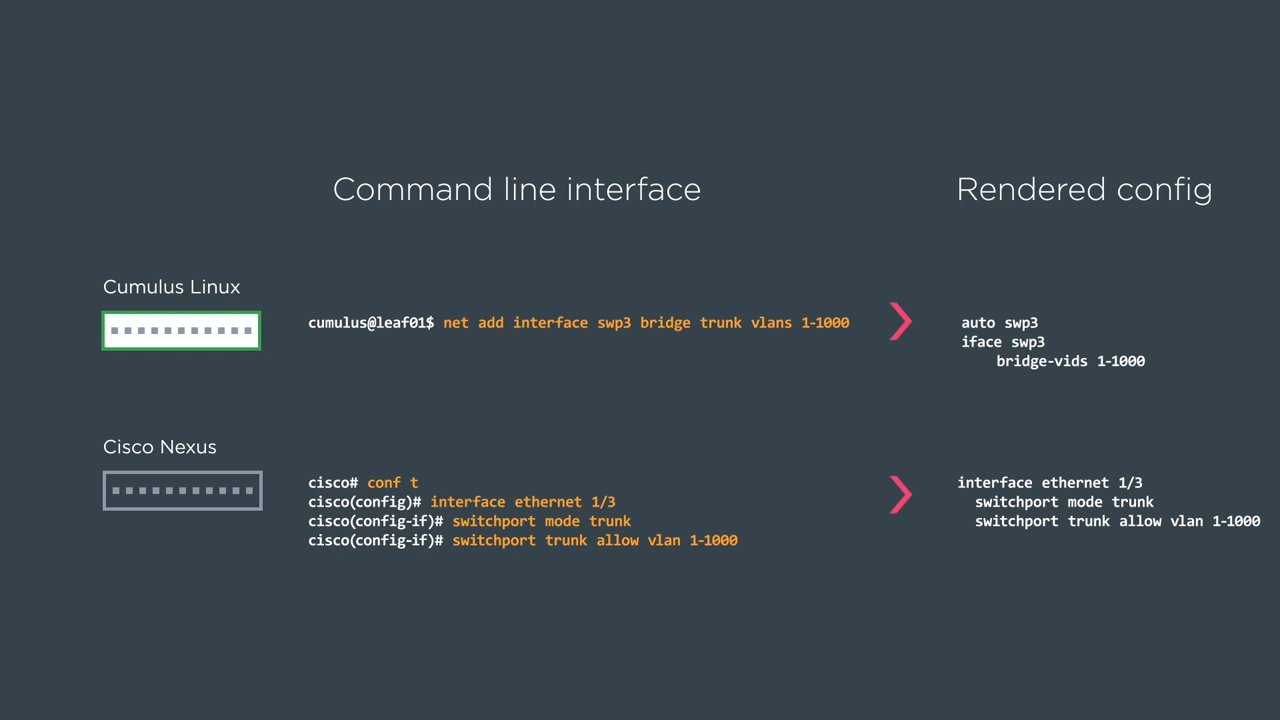 Command line interface
Rendered config
Cumulus Linux
cumulus@leaf01$ net add interface swp3 bridge trunk vlans 1-1000
auto swp3
iface swp3
bridge-vids 1-1000
Cisco Nexus
cisco# conf t
cisco(config)# interface ethernet 1/3
cisco(config-if)# switchport mode trunk
cisco(config-if)# switchport trunk allow vlan 1-1000
interface ethernet 1/3
switchport mode trunk
switchport trunk allow vlan 1-1000